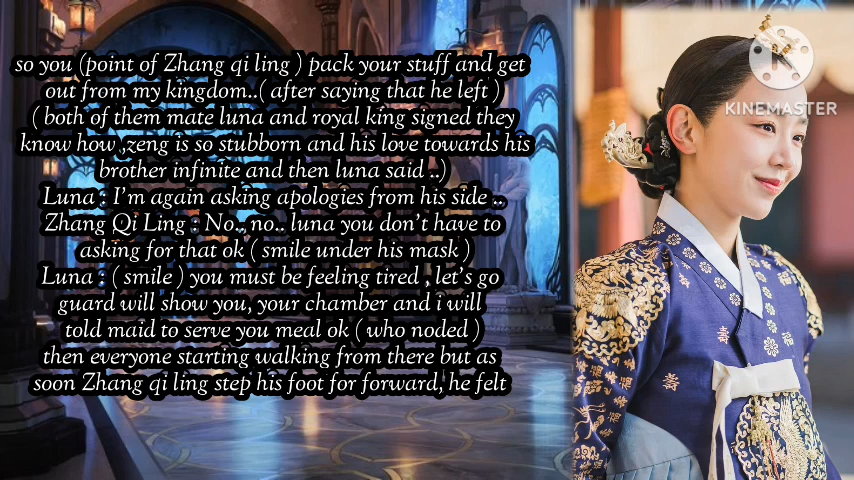 so you (point of Zhang qi ling ) pack your stuff and get
out from my kingdom..( after saying that he left )
( both of them mate luna and royal king signed they
know how ,zeng is so stubborn and his love towards his
brother infinite and then luna said ..)
Luna : I'm again asking apologies from his side ..
Zhang Qi Ling : No.. no.. luna you don't have to
asking for that ok ( smile under his mask )
Luna : ( smile ) you must be feeling tired , let's go
guard will show you, your chamber and i will
told maid to serve you meal ok ( who noded )
then everyone starting walking from there but as
soon Zhang qi ling step his foot for forward, he felt
KINEMASTER